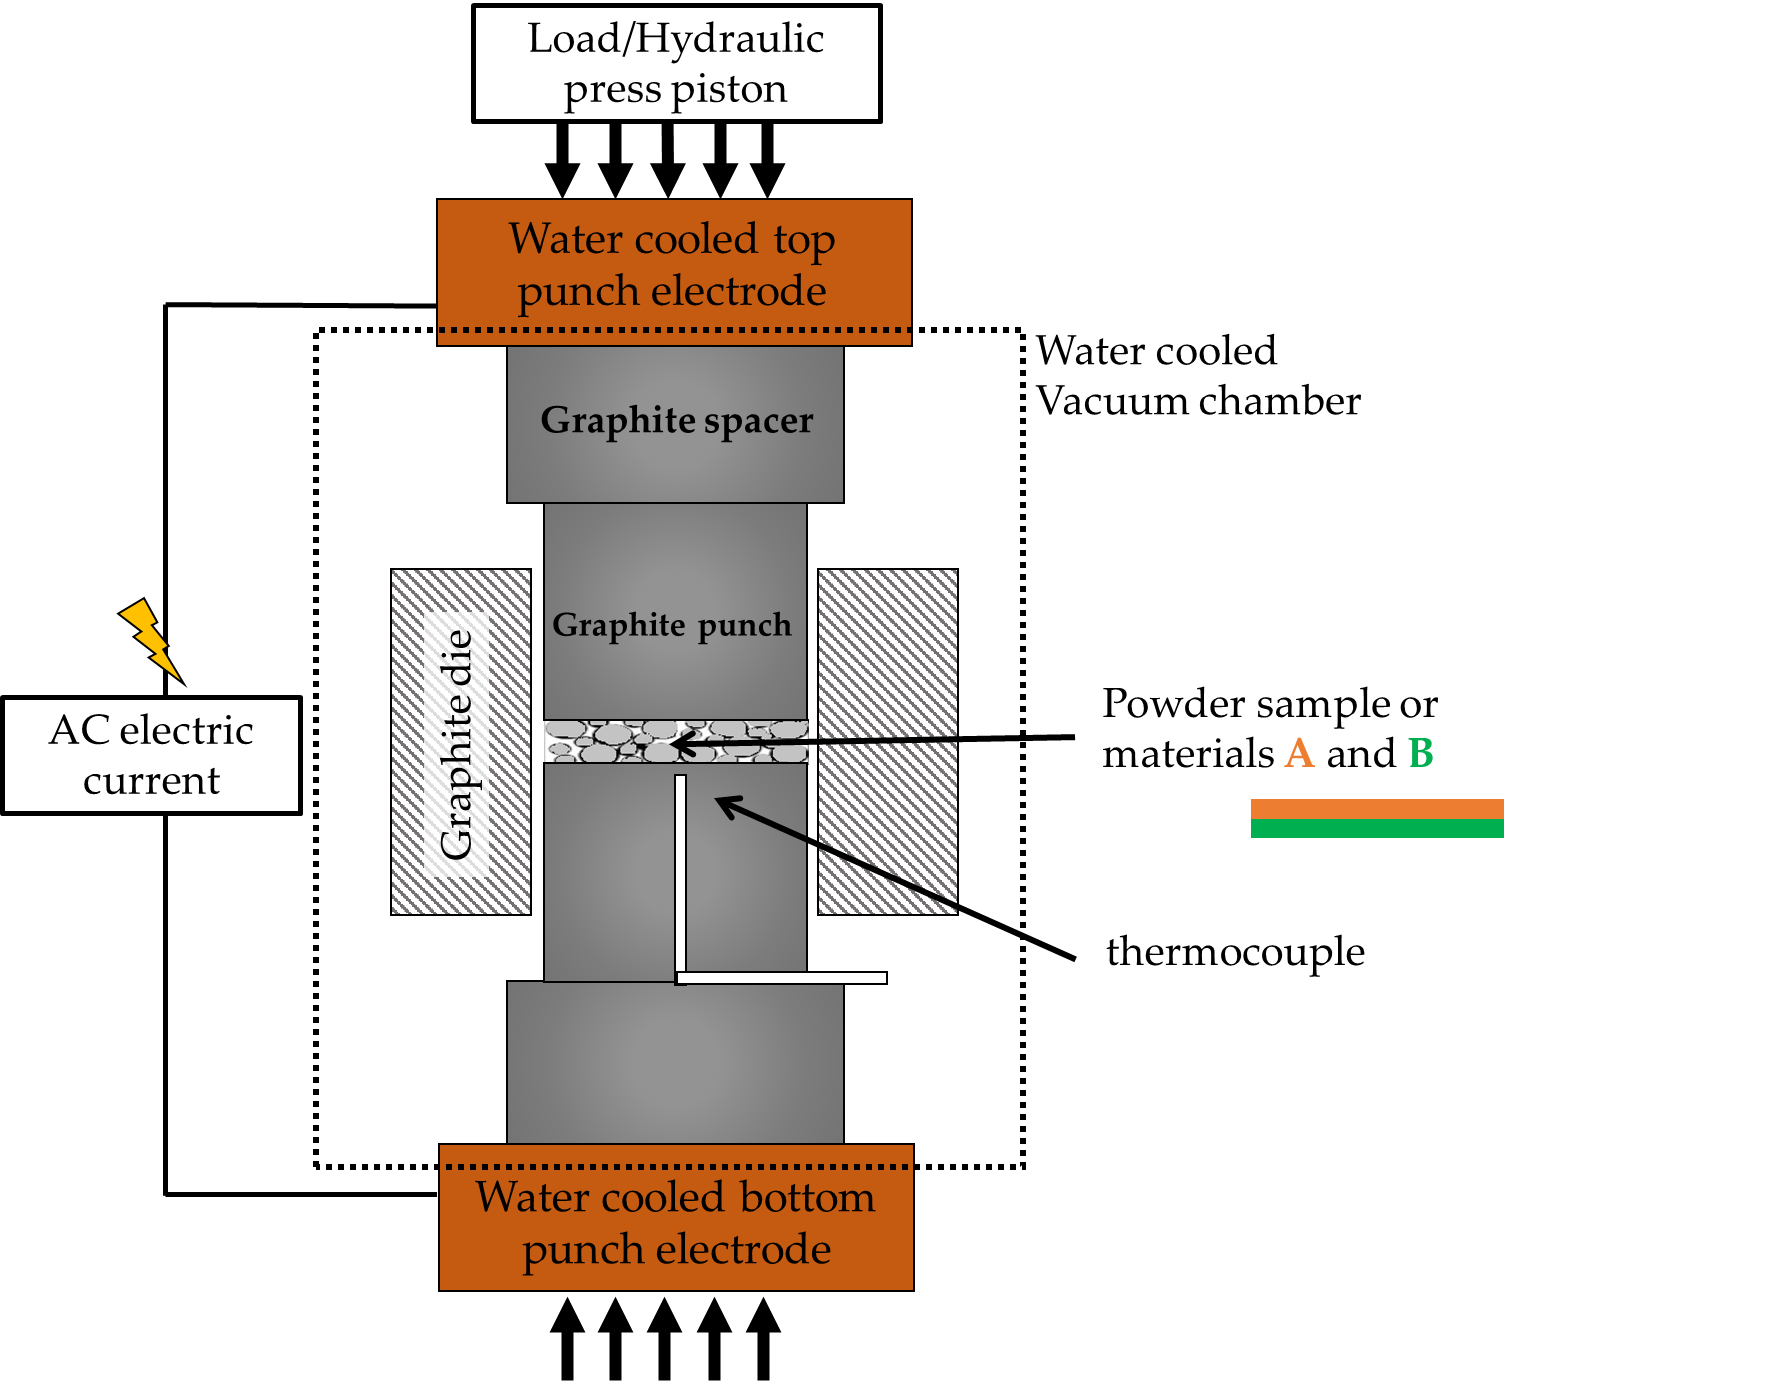 Load/Hydraulic
press piston
Water cooled top
punch electrode
Water cooled
Vacuum chamber
Graphite spacer
Graphite punch
Graphite die
AC electric
current
Powder sample or
materials A and B
thermocouple
Water cooled bottom
punch electrode